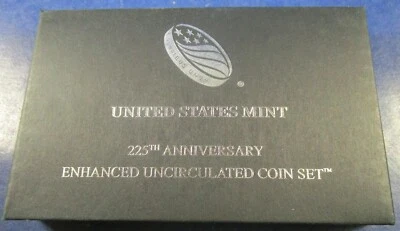 ®
UNITED STATES MINT
225TH ANNIVERSARY
ENHANCED UNCIRCULATED COIN SET™